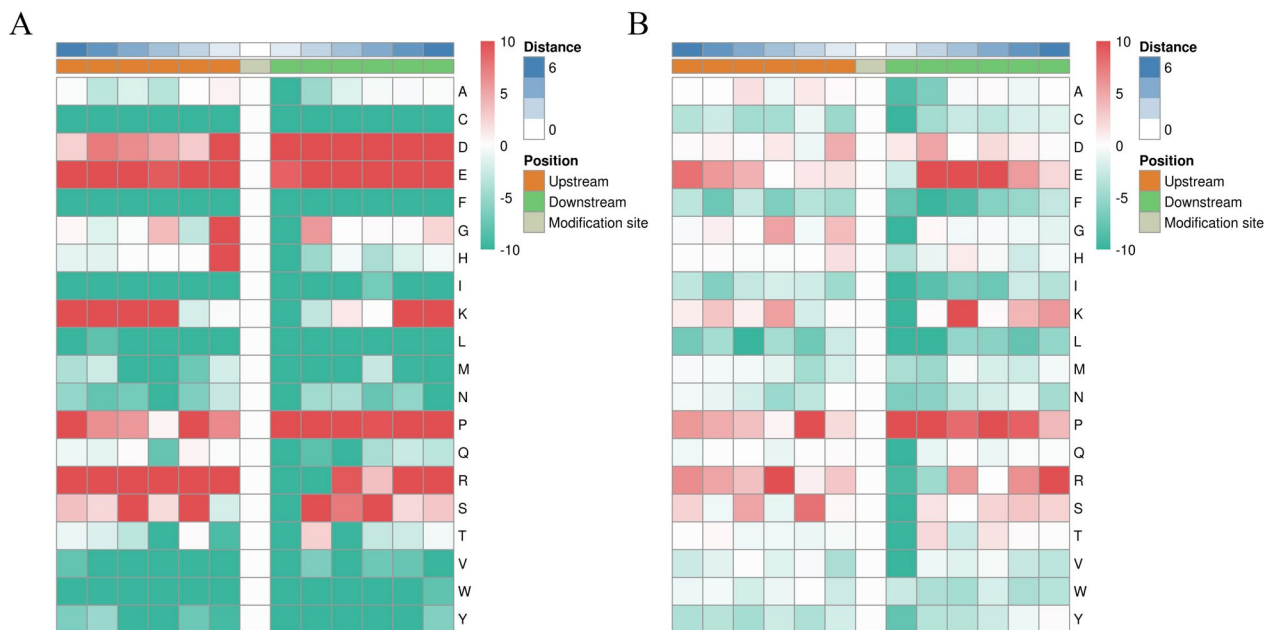 A
B
10
5
0
-5
-10
Distance
6
0
Position
Upstream
Downstream
Modification site
A
C
D
E
F
G
H
I
K
L
M
N
P
Q
R
S
T
V
W
Y
10
5
0
-5
-10
Distance
6
0
Position
Upstream
Downstream
Modification site
A
C
D
E
F
G
H
I
K
L
M
N
P
Q
R
S
T
V
W
Y